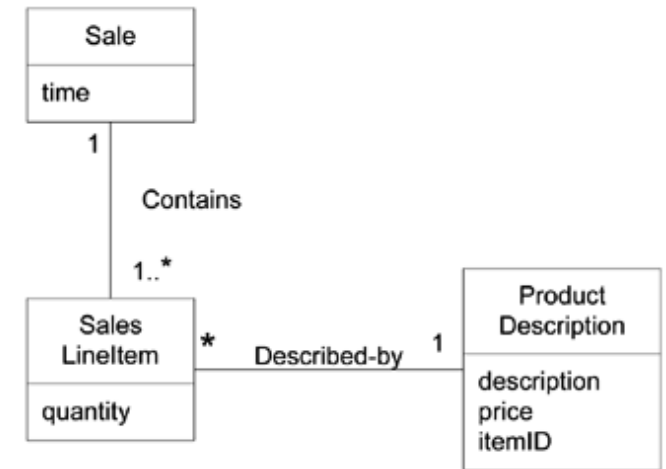 Sale
time
1
Contains
1..*
Sales
LineItem
quantity
*
Described-by
1
Product
Description
description
price
itemID